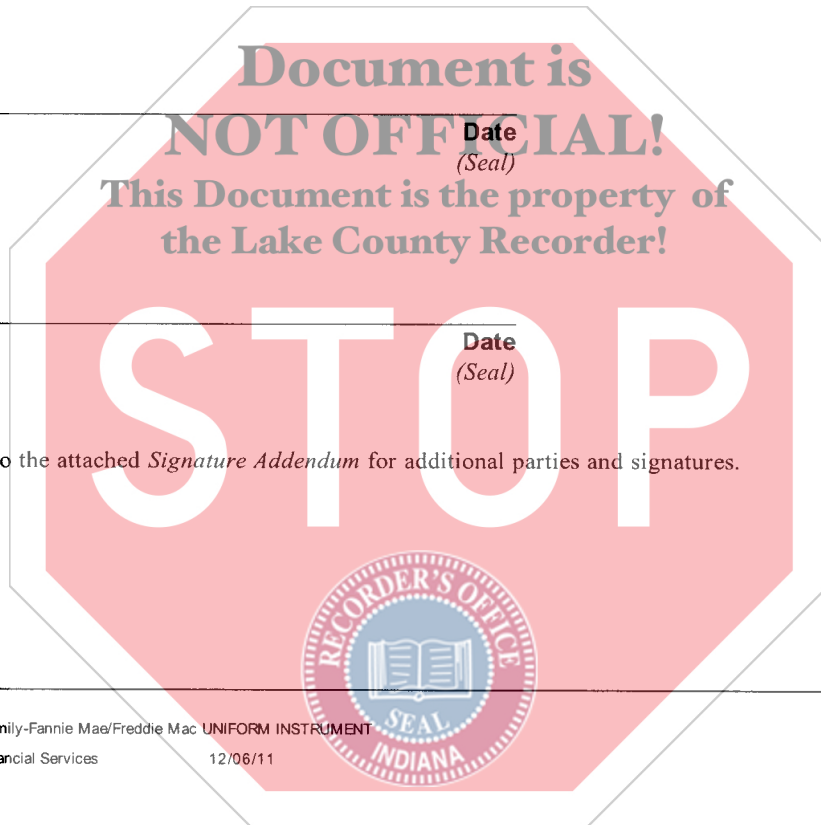 Document is
NOT OFFICIAL!
Date
(Seal)
This Document is the property of
the Lake County Recorder!
STOP
Date
(Seal)
o the attached Signature Addendum for additional parties and signatures.
RECORDER'S OFFICE
SEAL
INDIANA
mily-Fannie Mae/Freddie Mac UNIFORM INSTRUMENT
ancial Services 12/06/11